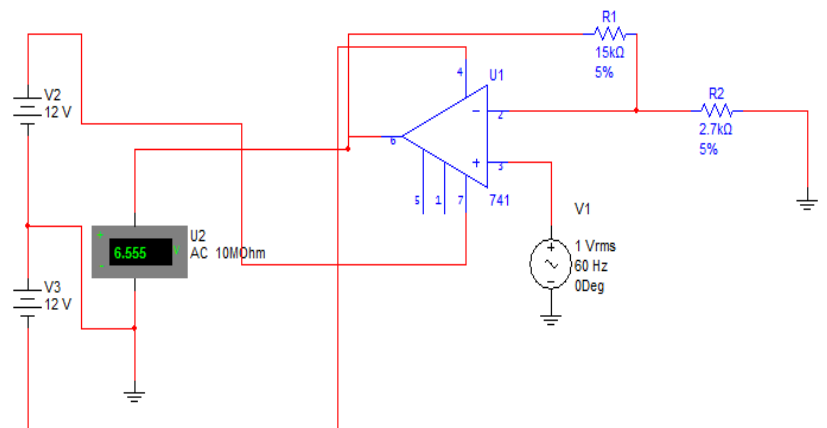 R1
15kΩ
5%
V2
12 V
4
U1
2
R2
2.7kΩ
5%
6
3
5
1
7
741
V1
U2
AC 10MOhm
6.555
V
1 Vrms
60 Hz
0Deg
V3
12 V